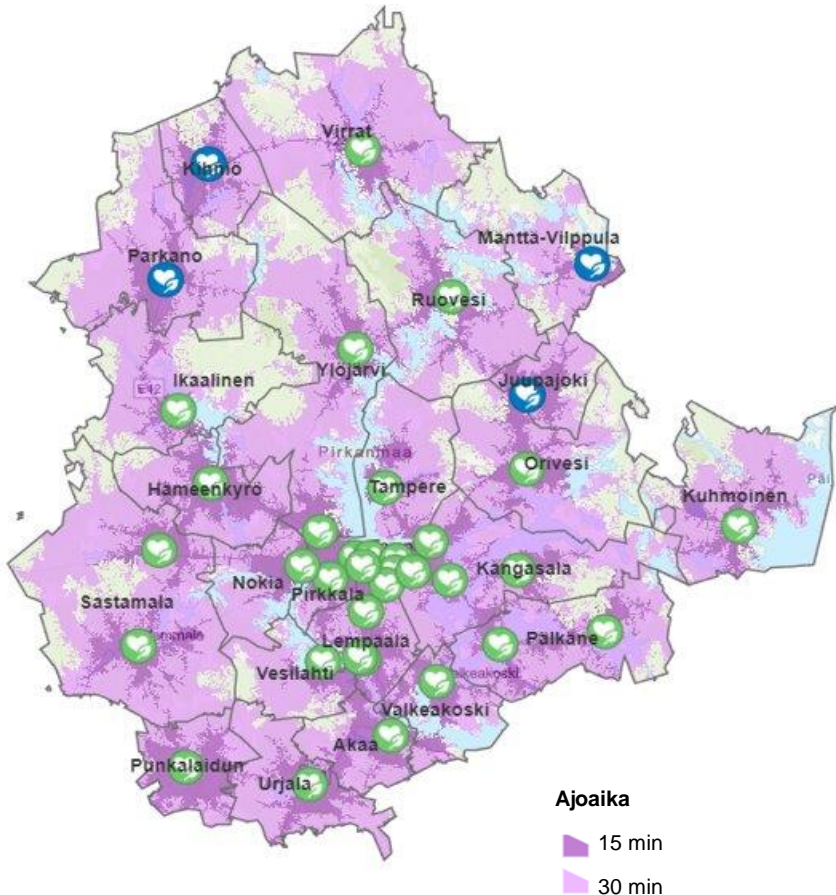 Virrat
Kihniö
Mänttä-Vilppula
Parkano
Ruovesi
Ylöjärvi
Juupajoki
Ikaalinen
E12
Pirkanmaa
Orivesi
Tampere
Hämeenkyrö
Kuhmoinen
Kangasala
Nokia
Pirkkala
Sastamala
Lempäälä
Pälkäne
Vesilahti
Valkeakoski
Akaa
Punkalaidun
Urjala
Ajoaika
15 min
30 min